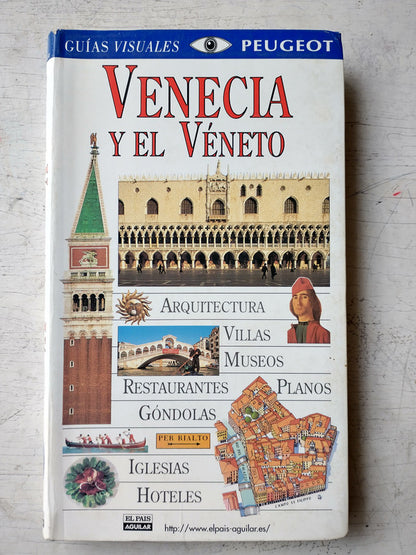 GUÍAS VISUALES PEUGEOT
VENECIA
Y EL VÉNETO
ARQUITECTURA
VILLAS
MUSEOS
RESTAURANTES PLANOS
GÓNDOLAS
PER RIALTO
IGLESIAS
HOTELES
EL PAIS
AGUILAR
http://www.elpais-aguilar.es/